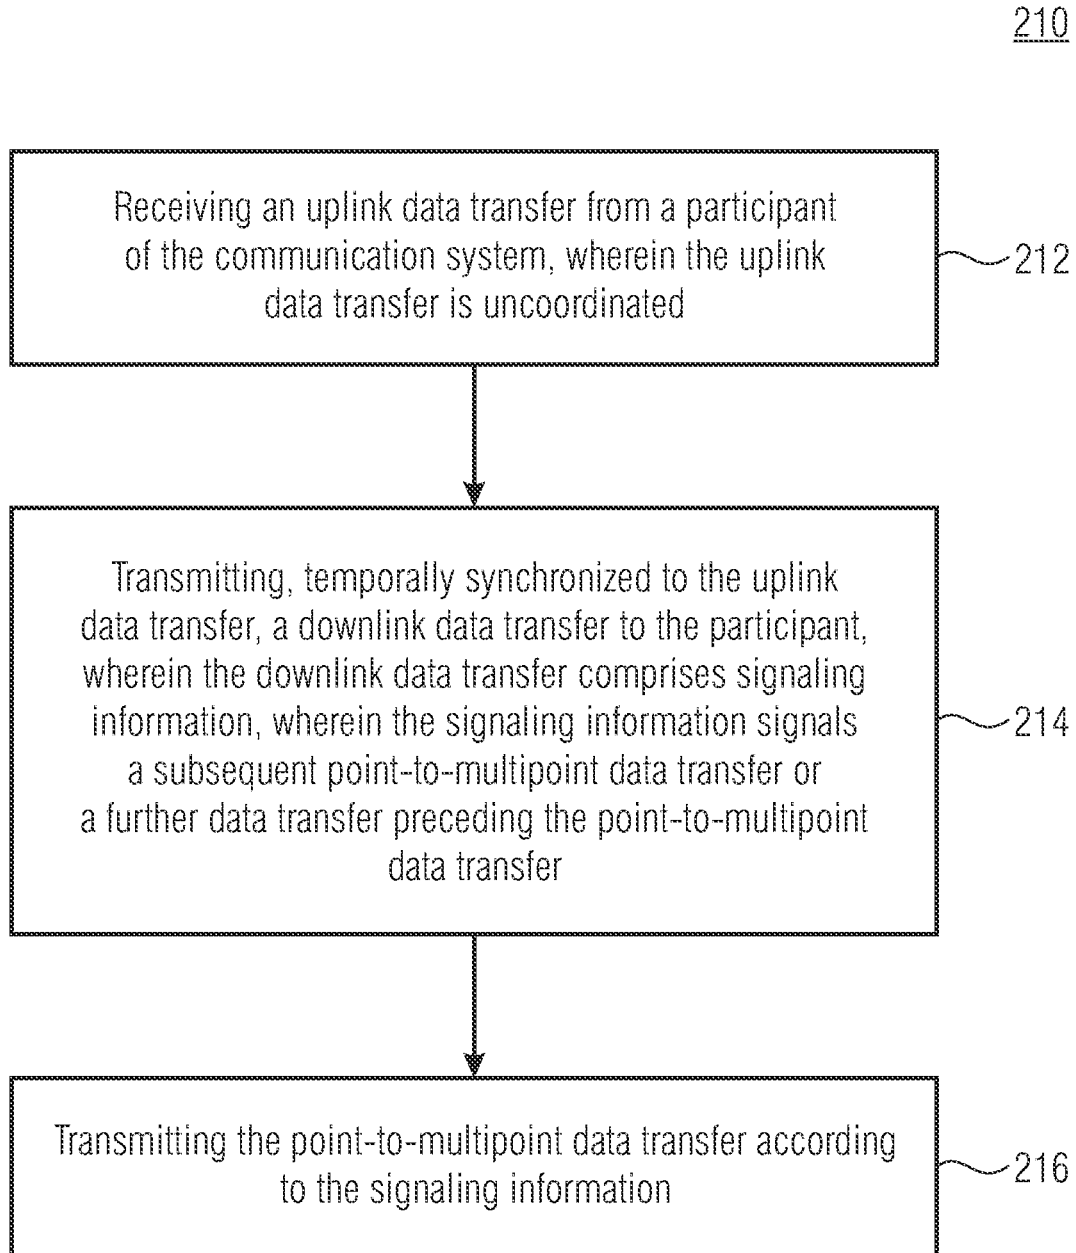 210
Receiving an uplink data transfer from a participant
of the communication system, wherein the uplink
data transfer is uncoordinated
212
Transmitting, temporally synchronized to the uplink
data transfer, a downlink data transfer to the participant,
wherein the downlink data transfer comprises signaling
information, wherein the signaling information signals
a subsequent point-to-multipoint data transfer or
a further data transfer preceding the point-to-multipoint
data transfer
214
Transmitting the point-to-multipoint data transfer according
to the signaling information
216